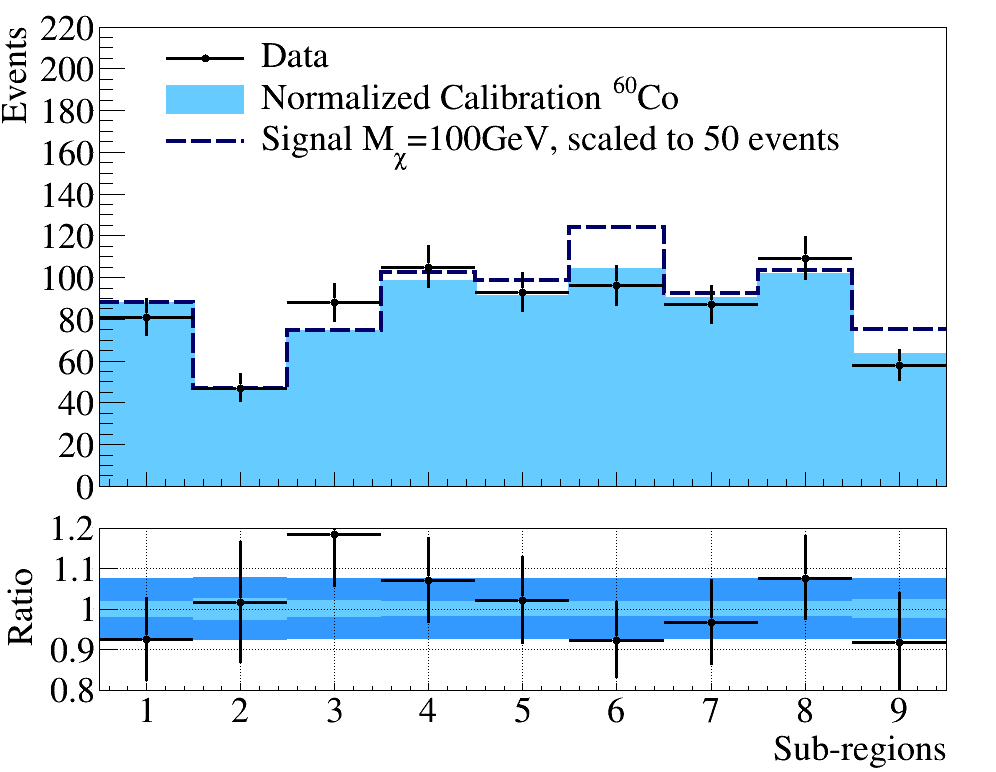 Events
220
200
180
160
140
120
100
80
60
40
20
0
Data
Normalized Calibration ⁶⁰Co
Signal Mᵪ=100GeV, scaled to 50 events
Ratio
1.2
1.1
1
0.9
0.8
1 2 3 4 5 6 7 8 9
Sub-regions